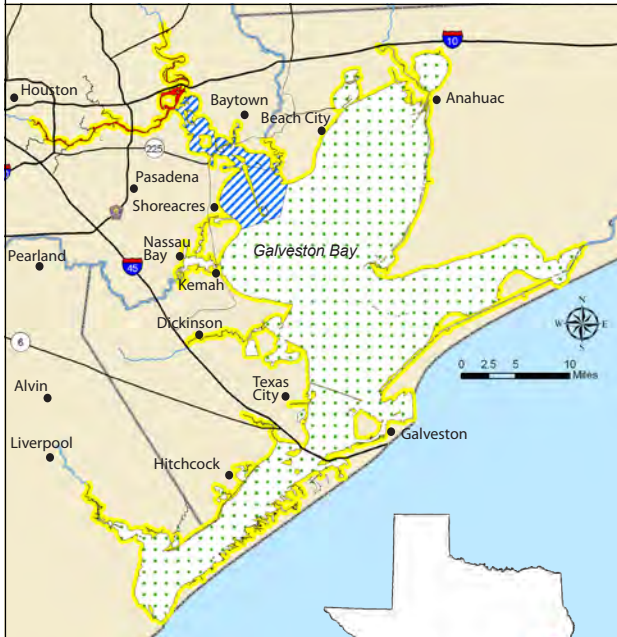 10
Houston
Baytown
Anahuac
Beach City
225
Pasadena
Shoreacres
Nassau
Bay
Galveston Bay
Pearland
45
Kemah
Dickinson
N
W
E
S
6
0 2.5 5 10
Miles
Alvin
Texas
City
Liverpool
Galveston
Hitchcock